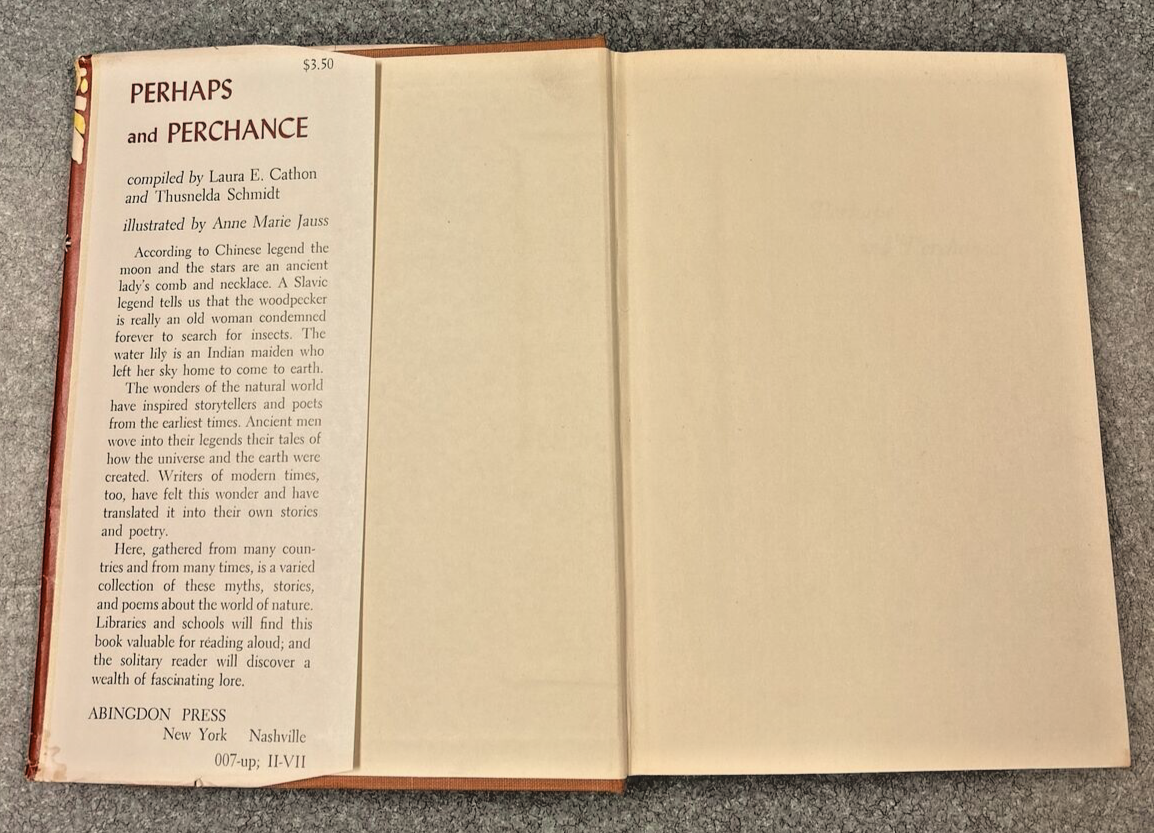 $3.50
PERHAPS
and PERCHANCE
compiled by Laura E. Cathon
and Thusnelda Schmidt
illustrated by Anne Marie Jauss
According to Chinese legend the
moon and the stars are an ancient
lady's comb and necklace. A Slavic
legend tells us that the woodpecker
is really an old woman condemned
forever to search for insects. The
water lily is an Indian maiden who
left her sky home to come to earth.
The wonders of the natural world
have inspired storytellers and poets
from the earliest times. Ancient men
wove into their legends their tales of
how the universe and the earth were
created. Writers of modern times,
too, have felt this wonder and have
translated it into their own stories
and poetry.
Here, gathered from many coun-
tries and from many times, is a varied
collection of these myths, stories,
and poems about the world of nature.
Libraries and schools will find this
book valuable for reading aloud; and
the solitary reader will discover a
wealth of fascinating lore.
ABINGDON PRESS
New York Nashville
007-up; II-VII